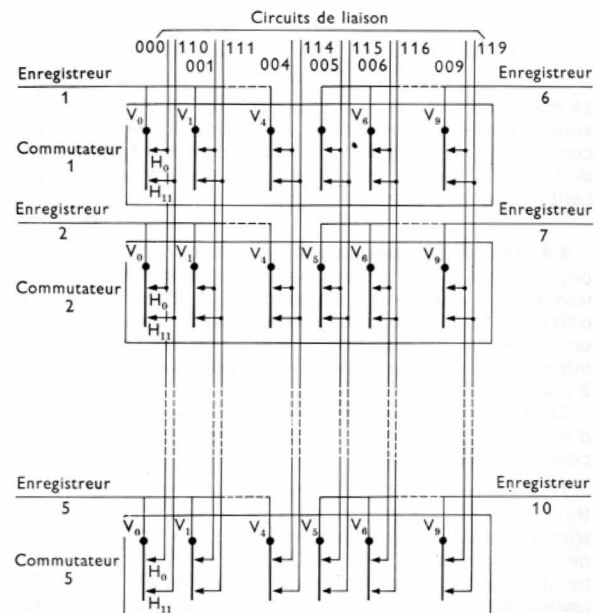 Circuits de liaison
000 110 111 114 115 116 119
001 004 005 006 009
Enregistreur Enregistreur
1 6
V₀ V₁ V₄ V₆ V₉
Commutateur
1
H₀
H₁₁
Enregistreur Enregistreur
2 7
V₀ V₁ V₄ V₅ V₆ V₉
Commutateur
2
H₀
H₁₁
Enregistreur Enregistreur
5 10
V₀ V₁ V₄ V₅ V₆ V₉
Commutateur
5
H₀
H₁₁